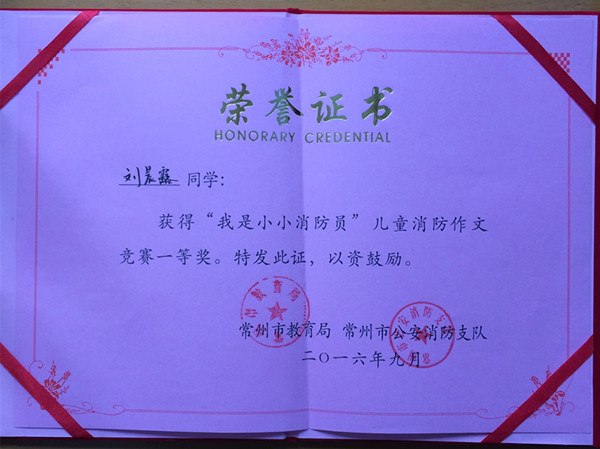 荣誉证书
HONORARY CREDENTIAL
刘晨露 同学：
获得“我是小小消防员”儿童消防作文
竞赛一等奖。特发此证，以资鼓励。
常州市教育局 常州市公安消防支队
二〇一六年九月